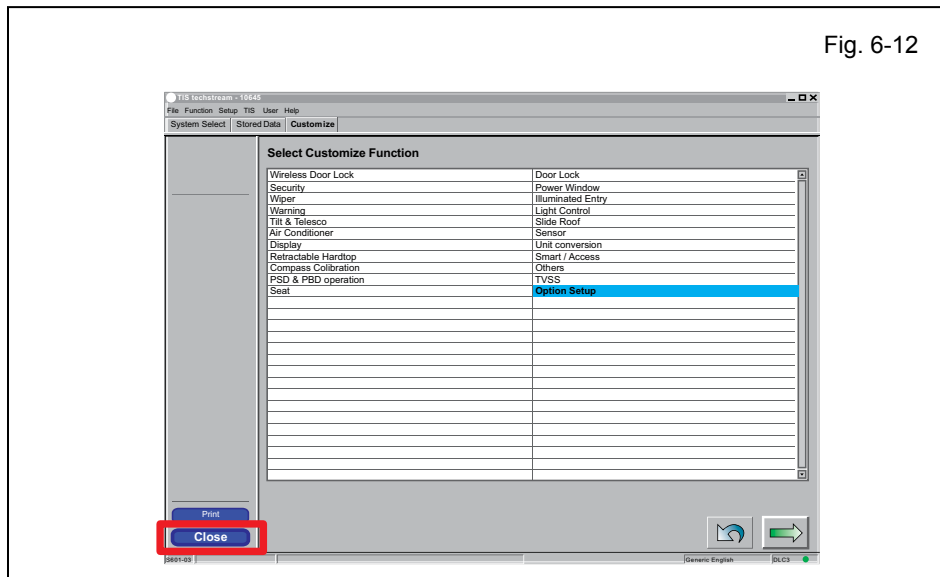 Fig. 6-12
TIS techstream - 10645
File Function Setup TIS User Help
System Select Stored Data Customize
Select Customize Function
Wireless Door Lock Door Lock
Security Power Window
Wiper Illuminated Entry
Warning Light Control
Tilt & Telesco Slide Roof
Air Conditioner Sensor
Display Unit conversion
Retractable Hardtop Smart / Access
Compass Colibration Others
PSD & PBD operation TVSS
Seat Option Setup
Print
Close
S601-03 Generic English DLC3